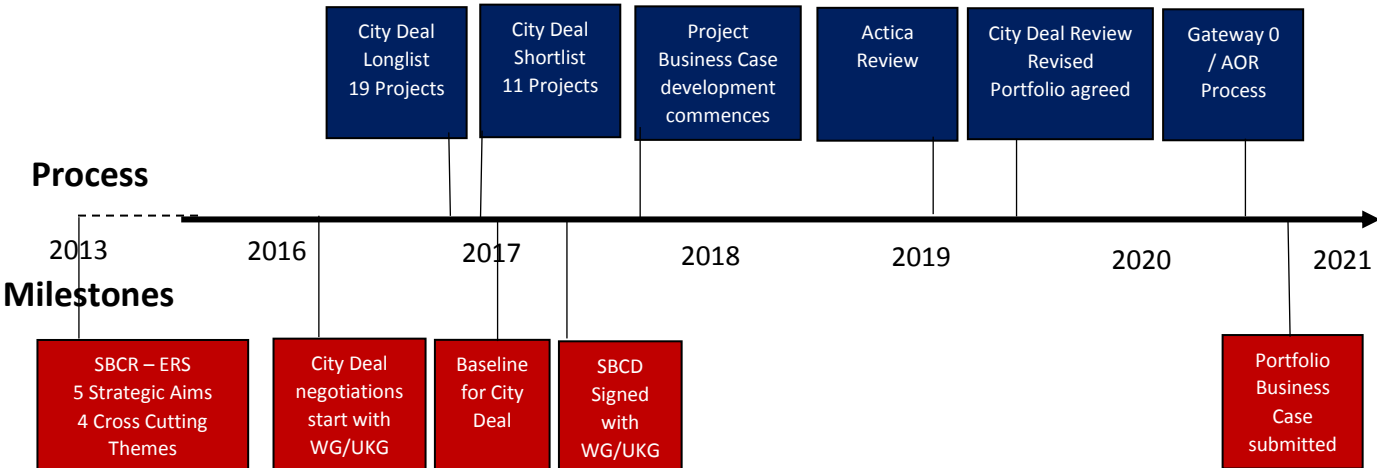 City Deal
Longlist
19 Projects
City Deal
Shortlist
11 Projects
Project
Business Case
development
commences
Actica
Review
City Deal Review
Revised
Portfolio agreed
Gateway 0
/ AOR
Process
Process
2013
2016
2017
2018
2019
2020
2021
Milestones
SBCR – ERS
5 Strategic Aims
4 Cross Cutting
Themes
City Deal
negotiations
start with
WG/UKG
Baseline
for City
Deal
SBCD
Signed
with
WG/UKG
Portfolio
Business
Case
submitted